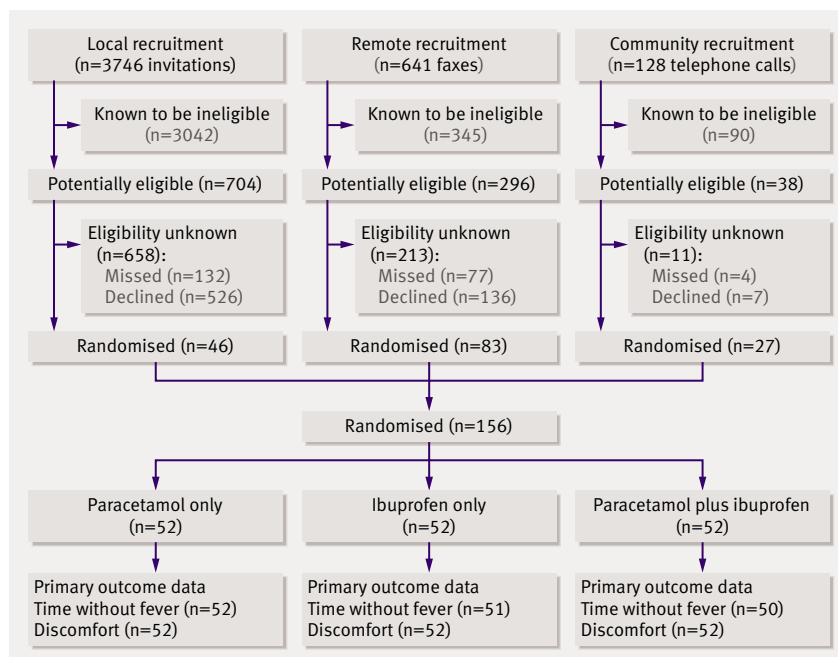 Local recruitment
(n=3746 invitations)
Remote recruitment
(n=641 faxes)
Community recruitment
(n=128 telephone calls)
Known to be ineligible
(n=3042)
Known to be ineligible
(n=345)
Known to be ineligible
(n=90)
Potentially eligible (n=704)
Potentially eligible (n=296)
Potentially eligible (n=38)
Eligibility unknown
(n=658):
Missed (n=132)
Declined (n=526)
Eligibility unknown
(n=213):
Missed (n=77)
Declined (n=136)
Eligibility unknown
(n=11):
Missed (n=4)
Declined (n=7)
Randomised (n=46)
Randomised (n=83)
Randomised (n=27)
Randomised (n=156)
Paracetamol only
(n=52)
Ibuprofen only
(n=52)
Paracetamol plus ibuprofen
(n=52)
Primary outcome data
Time without fever (n=52)
Discomfort (n=52)
Primary outcome data
Time without fever (n=51)
Discomfort (n=52)
Primary outcome data
Time without fever (n=50)
Discomfort (n=52)